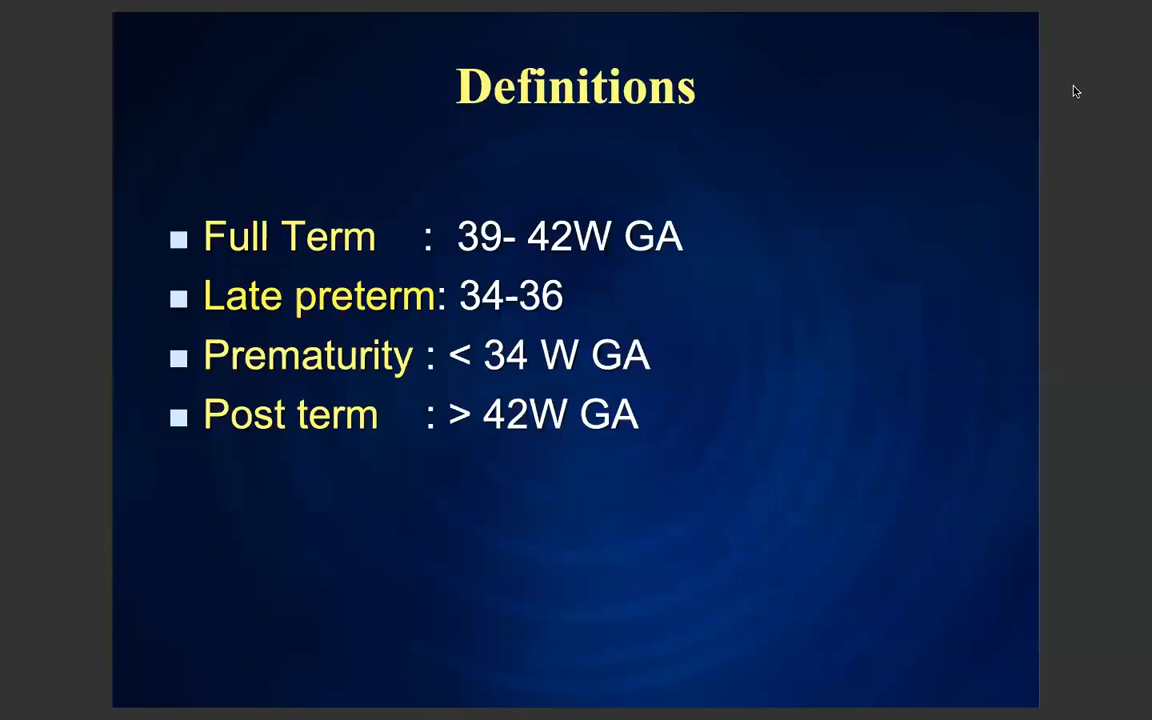 Definitions
Full Term : 39- 42W GA
Late preterm: 34-36
Prematurity : < 34 W GA
Post term : > 42W GA